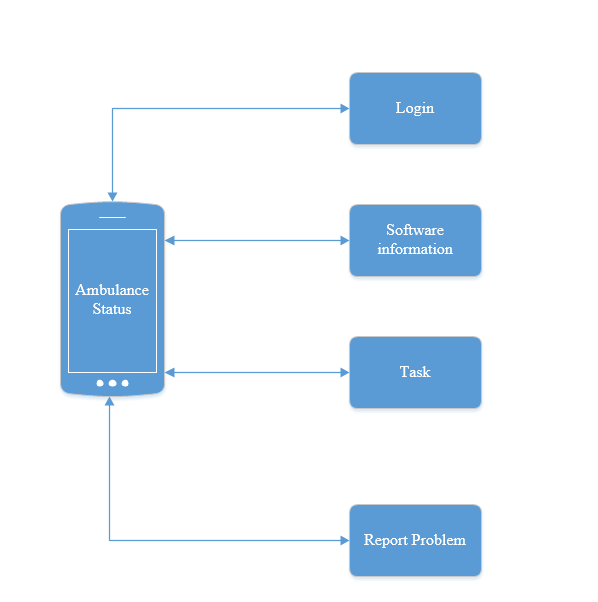 Login
Software
information
Ambulance
Status
Task
Report Problem